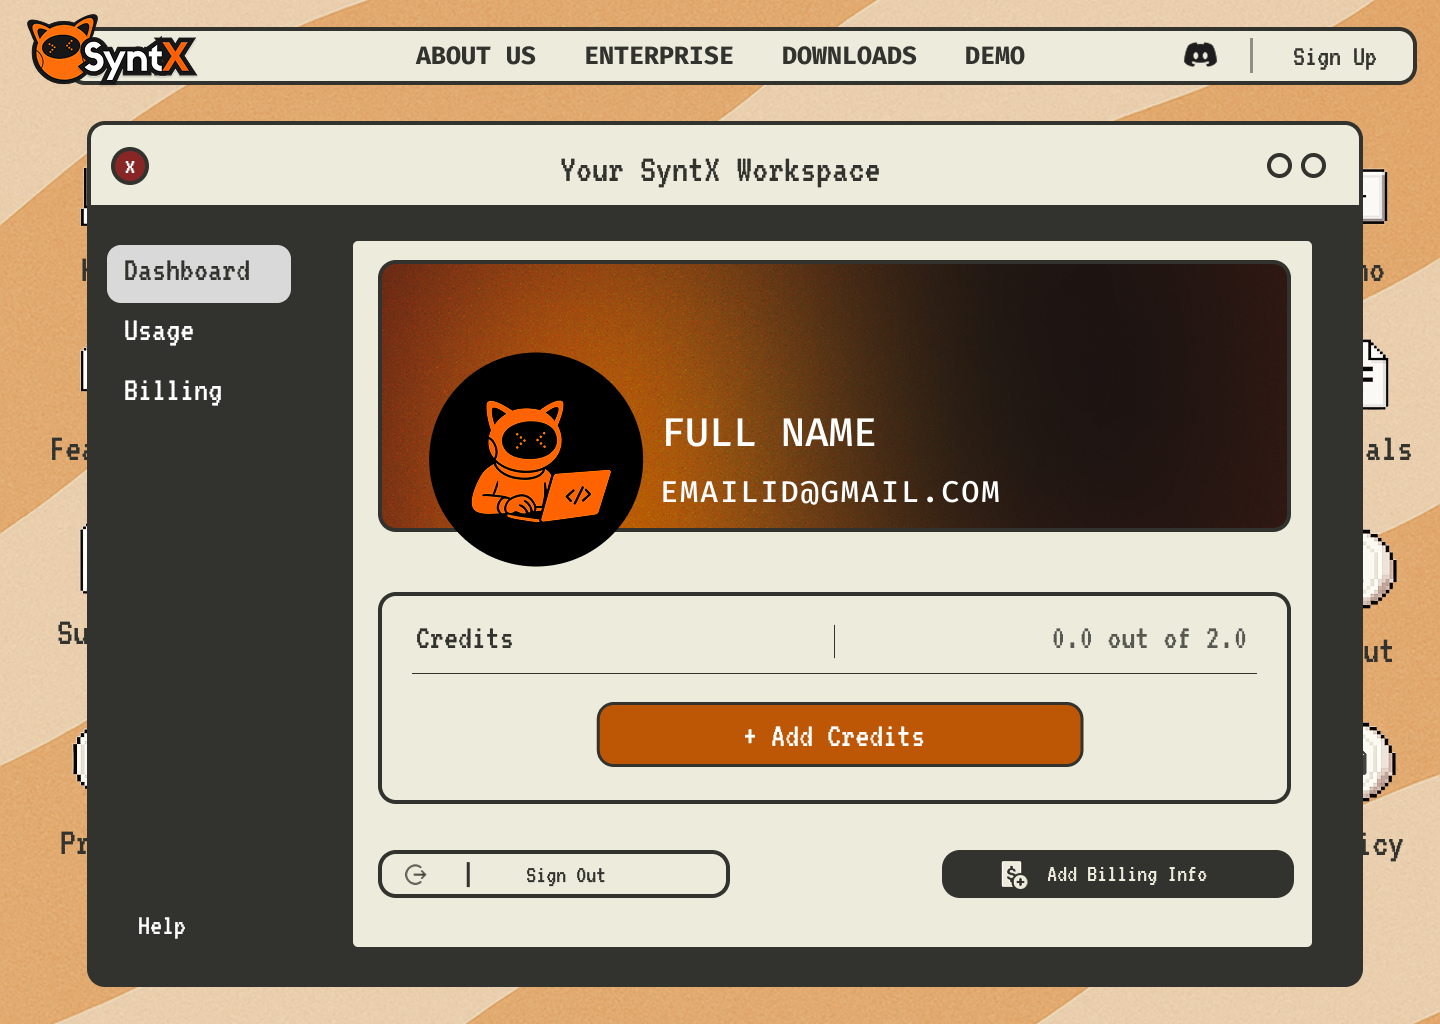 SyntX
ABOUT US ENTERPRISE DOWNLOADS DEMO
Sign Up
X
Your SyntX Workspace
Dashboard
Usage
Billing
Help
FULL NAME
EMAILID@GMAIL.COM
</>
Credits
0.0 out of 2.0
+ Add Credits
Sign Out
$ Add Billing Info
Fea
Su
Pr
als
ut
icy